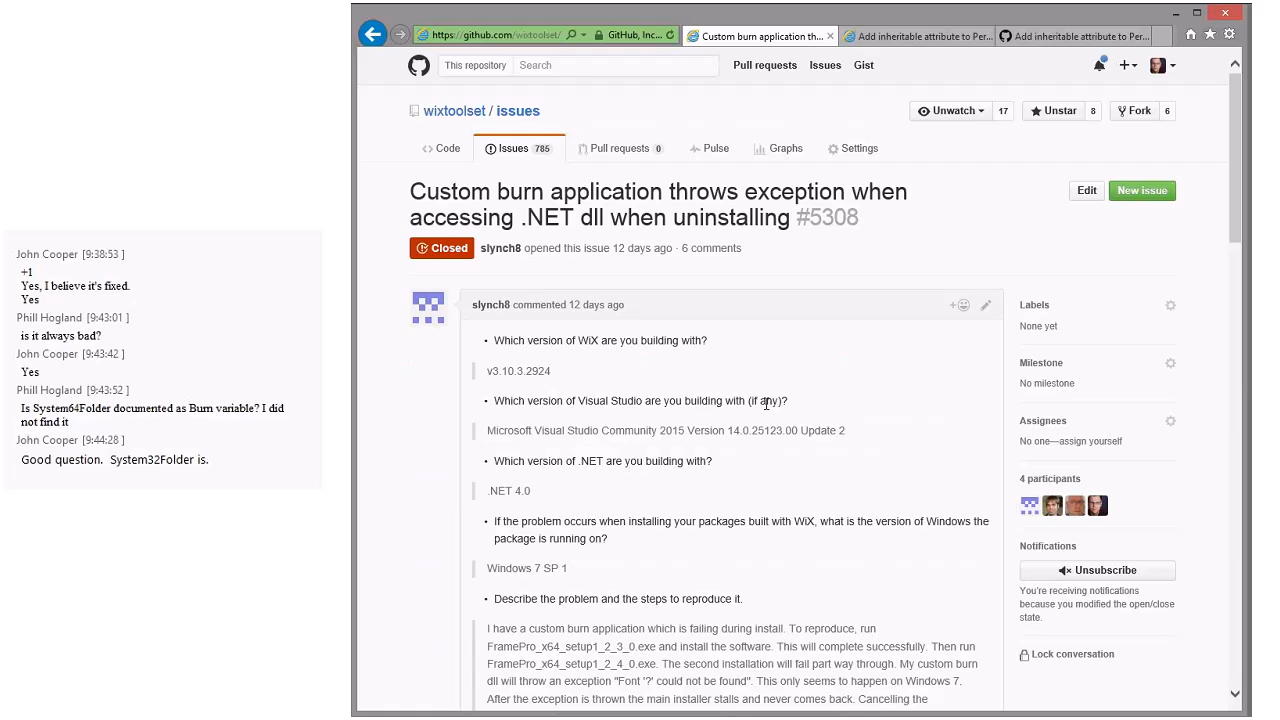 John Cooper [9:38:53 ]
+1
Yes, I believe it's fixed.
Yes
Phill Hogland [9:43:01 ]
is it always bad?
John Cooper [9:43:42 ]
Yes
Phill Hogland [9:43:52 ]
Is System64Folder documented as Burn variable? I did
not find it
John Cooper [9:44:28 ]
Good question. System32Folder is.
https://github.com/wixtoolset/ GitHub, Inc...
Custom burn application th...
Add inheritable attribute to Per...
Add inheritable attribute to Per...
This repository Search Pull requests Issues Gist
wixtoolset / issues
Unwatch 17 Unstar 8 Fork 6
Code Issues 785 Pull requests 0 Pulse Graphs Settings
Custom burn application throws exception when
accessing .NET dll when uninstalling #5308
Edit New issue
Closed slynch8 opened this issue 12 days ago · 6 comments
slynch8 commented 12 days ago
• Which version of WiX are you building with?
v3.10.3.2924
• Which version of Visual Studio are you building with (if any)?
Microsoft Visual Studio Community 2015 Version 14.0.25123.00 Update 2
• Which version of .NET are you building with?
.NET 4.0
• If the problem occurs when installing your packages built with WiX, what is the version of Windows the
package is running on?
Windows 7 SP 1
• Describe the problem and the steps to reproduce it.
I have a custom burn application which is failing during install. To reproduce, run
FramePro_x64_setup1_2_3_0.exe and install the software. This will complete successfully. Then run
FramePro_x64_setup1_2_4_0.exe. The second installation will fail part way through. My custom burn
dll will throw an exception "Font '?' could not be found". This only seems to happen on Windows 7.
After the exception is thrown the main installer stalls and never comes back. Cancelling the
Labels
None yet
Milestone
No milestone
Assignees
No one—assign yourself
4 participants
Notifications
Unsubscribe
You're receiving notifications
because you modified the open/close
state.
Lock conversation